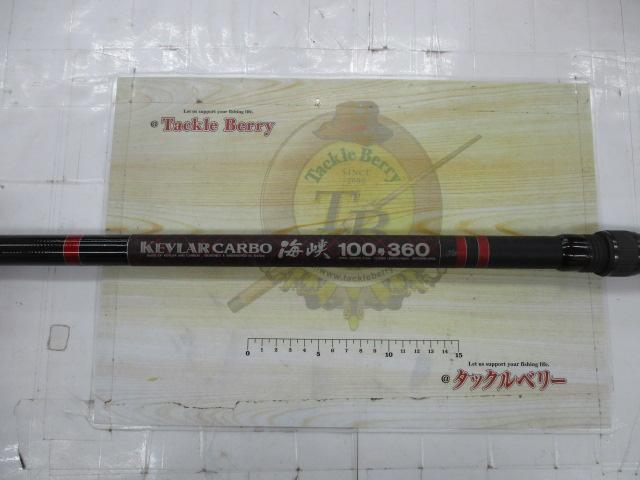 Let us support your fishing life.
@ Tackle Berry
Tackle Berry
SINCE
TB
KEVLAR CARBO 海峡 100号360
www.tackleberry
0 1 2 3 4 5 6 7 8 9 10 11 12 13 14 15
Let us support your fishing life.
@ タックルベリー